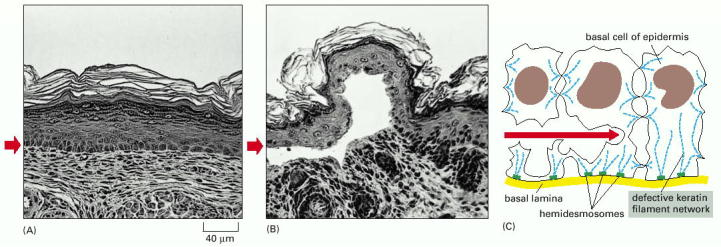 basal cell of epidermis
basal lamina
hemidesmosomes
defective keratin
filament network
(A)
40 μm
(B)
(C)